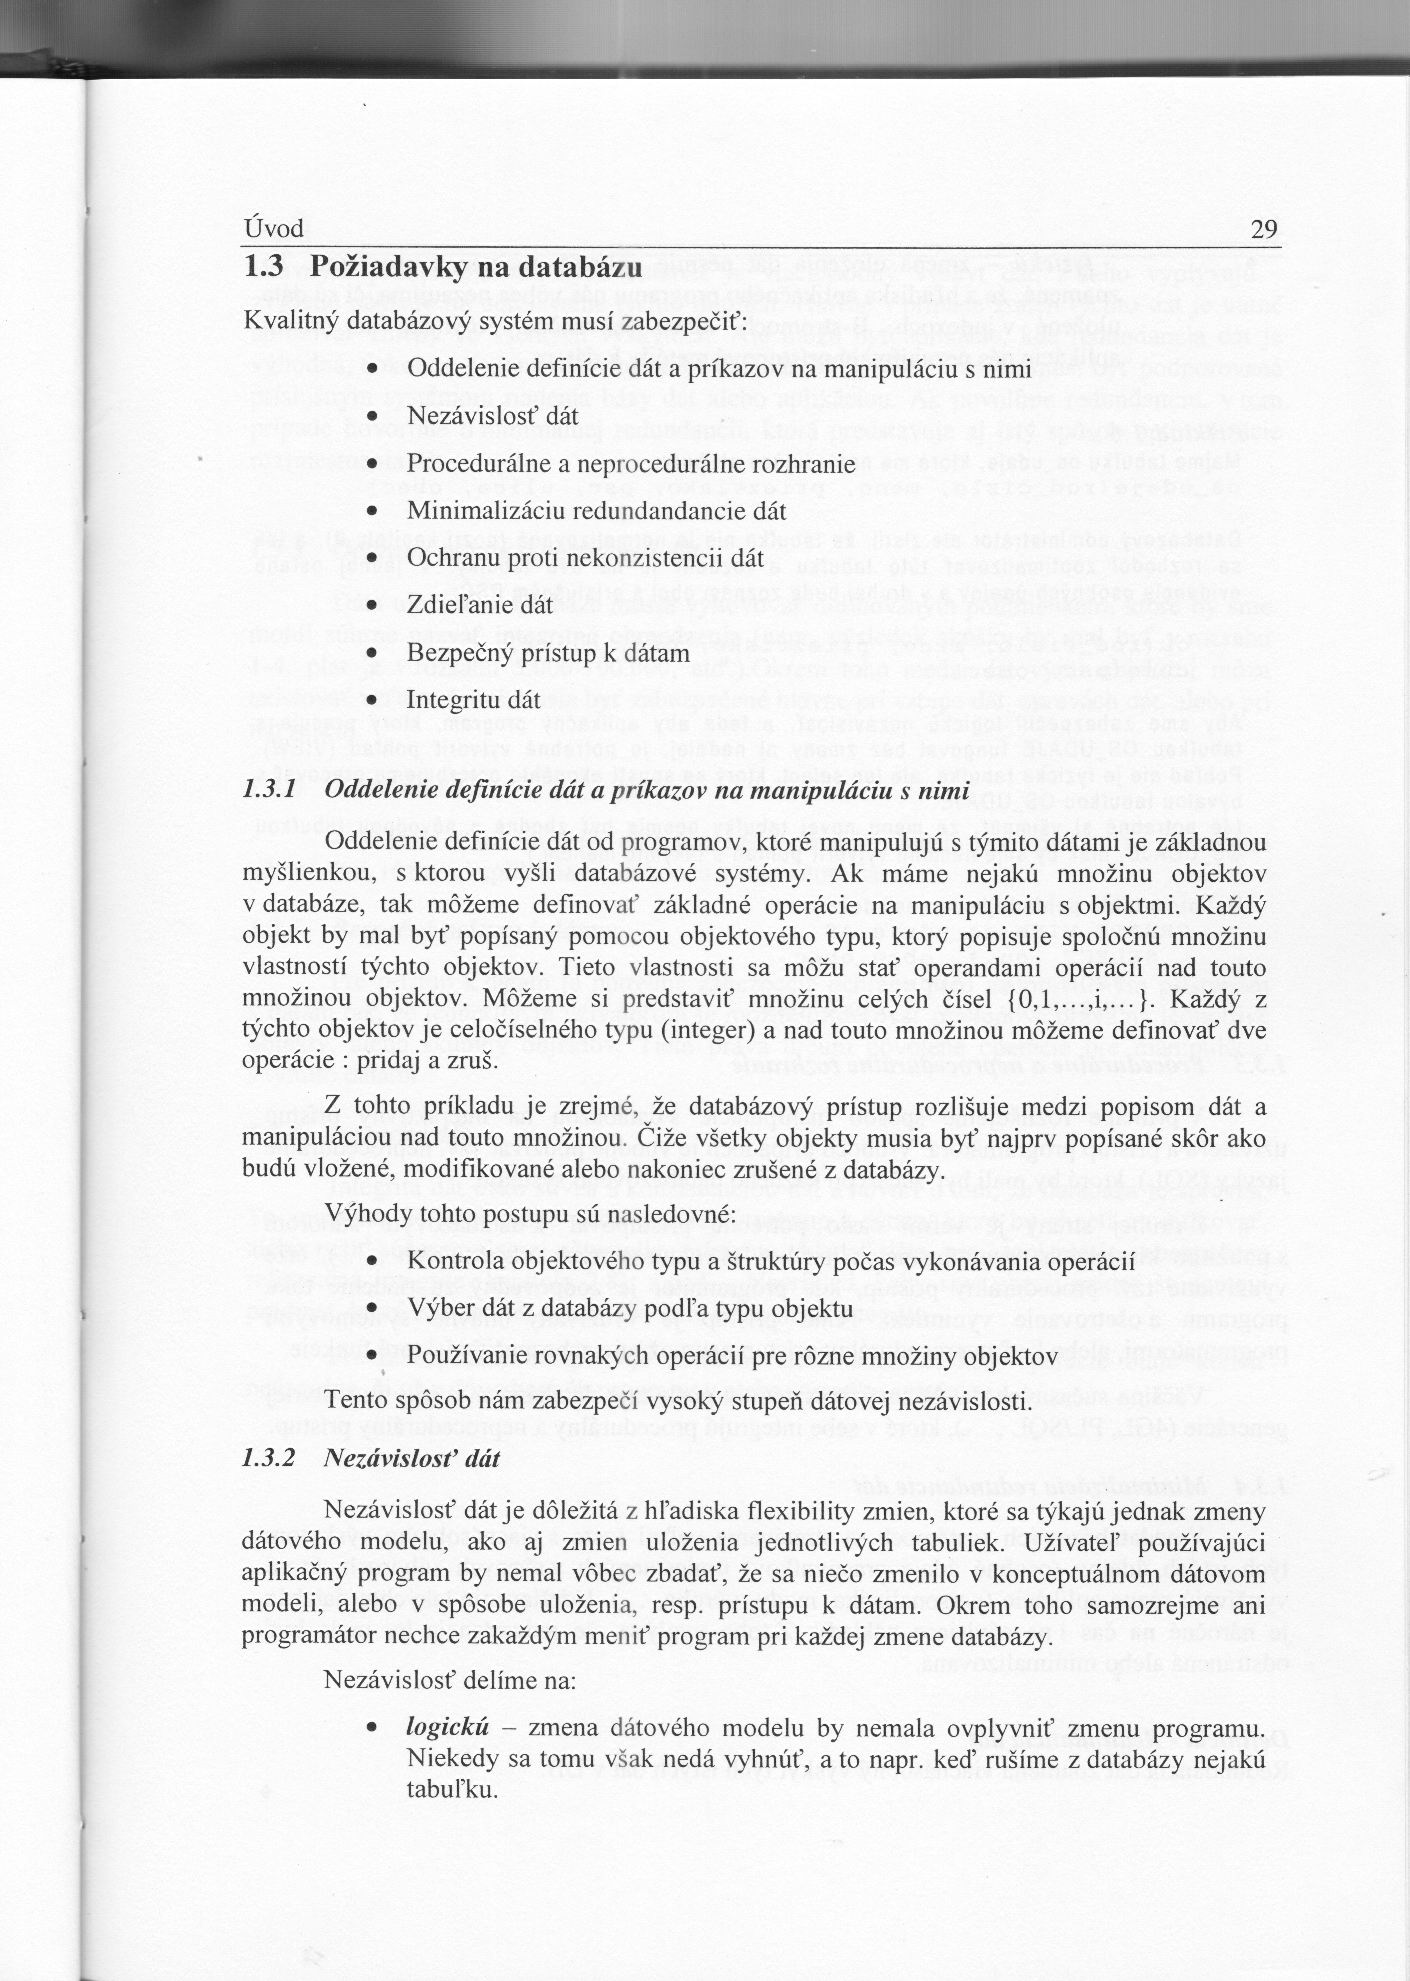 Úvod 29
1.3 Požiadavky na databázu
Kvalitný databázový systém musí zabezpečiť:
• Oddelenie definície dát a príkazov na manipuláciu s nimi
• Nezávislosť dát
• Procedurálne a neprocedurálne rozhranie
• Minimalizáciu redundandancie dát
• Ochranu proti nekonzistencii dát
• Zdieľanie dát
• Bezpečný prístup k dátam
• Integritu dát
1.3.1 Oddelenie definície dát a príkazov na manipuláciu s nimi
Oddelenie definície dát od programov, ktoré manipulujú s týmito dátami je základnou
myšlienkou, s ktorou vyšli databázové systémy. Ak máme nejakú množinu objektov
v databáze, tak môžeme definovať základné operácie na manipuláciu s objektmi. Každý
objekt by mal byť popísaný pomocou objektového typu, ktorý popisuje spoločnú množinu
vlastností týchto objektov. Tieto vlastnosti sa môžu stať operandami operácií nad touto
množinou objektov. Môžeme si predstaviť množinu celých čísel {0,1,...,i,...}. Každý z
týchto objektov je celočíselného typu (integer) a nad touto množinou môžeme definovať dve
operácie : pridaj a zruš.
Z tohto príkladu je zrejmé, že databázový prístup rozlišuje medzi popisom dát a
manipuláciou nad touto množinou. Čiže všetky objekty musia byť najprv popísané skôr ako
budú vložené, modifikované alebo nakoniec zrušené z databázy.
Výhody tohto postupu sú nasledovné:
• Kontrola objektového typu a štruktúry počas vykonávania operácií
• Výber dát z databázy podľa typu objektu
• Používanie rovnakých operácií pre rôzne množiny objektov
Tento spôsob nám zabezpečí vysoký stupeň dátovej nezávislosti.
1.3.2 Nezávislosť dát
Nezávislosť dát je dôležitá z hľadiska flexibility zmien, ktoré sa týkajú jednak zmeny
dátového modelu, ako aj zmien uloženia jednotlivých tabuliek. Užívateľ používajúci
aplikačný program by nemal vôbec zbadať, že sa niečo zmenilo v konceptuálnom dátovom
modeli, alebo v spôsobe uloženia, resp. prístupu k dátam. Okrem toho samozrejme ani
programátor nechce zakaždým meniť program pri každej zmene databázy.
Nezávislosť delíme na:
• logickú – zmena dátového modelu by nemala ovplyvniť zmenu programu.
Niekedy sa tomu však nedá vyhnúť, a to napr. keď rušíme z databázy nejakú
tabuľku.